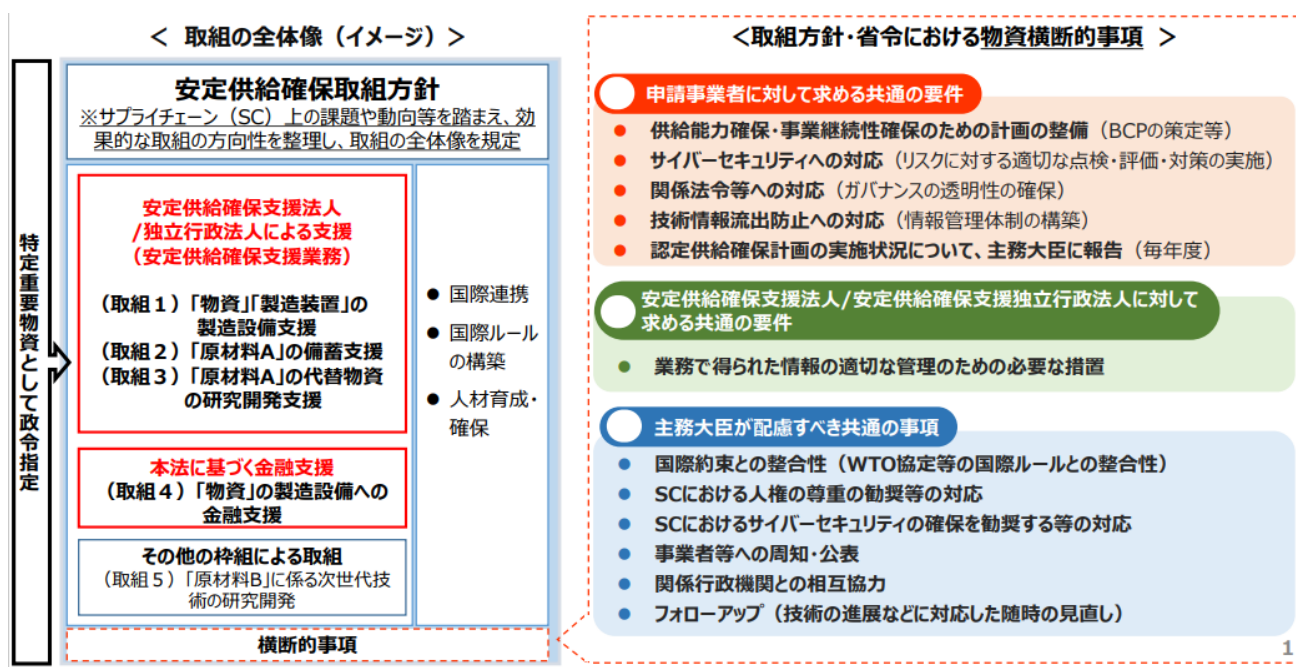 < 取組の全体像（イメージ）>
特定重要物資として政令指定
安定供給確保取組方針
※サプライチェーン（SC）上の課題や動向等を踏まえ、効
果的な取組の方向性を整理し、取組の全体像を規定
安定供給確保支援法人
/独立行政法人による支援
（安定供給確保支援業務）
（取組１）「物資」「製造装置」の
製造設備支援
（取組２）「原材料A」の備蓄支援
（取組３）「原材料A」の代替物資
の研究開発支援
本法に基づく金融支援
（取組４）「物資」の製造設備への
金融支援
その他の枠組による取組
（取組５）「原材料B」に係る次世代技
術の研究開発
● 国際連携
● 国際ルール
の構築
● 人材育成・
確保
横断的事項
<取組方針・省令における物資横断的事項 >
申請事業者に対して求める共通の要件
● 供給能力確保・事業継続性確保のための計画の整備（BCPの策定等）
● サイバーセキュリティへの対応（リスクに対する適切な点検・評価・対策の実施）
● 関係法令等への対応（ガバナンスの透明性の確保）
● 技術情報流出防止への対応（情報管理体制の構築）
● 認定供給確保計画の実施状況について、主務大臣に報告（毎年度）
安定供給確保支援法人/安定供給確保支援独立行政法人に対して
求める共通の要件
● 業務で得られた情報の適切な管理のための必要な措置
主務大臣が配慮すべき共通の事項
● 国際約束との整合性（WTO協定等の国際ルールとの整合性）
● SCにおける人権の尊重の勧奨等の対応
● SCにおけるサイバーセキュリティの確保を勧奨する等の対応
● 事業者等への周知・公表
● 関係行政機関との相互協力
● フォローアップ（技術の進展などに対応した随時の見直し）
1